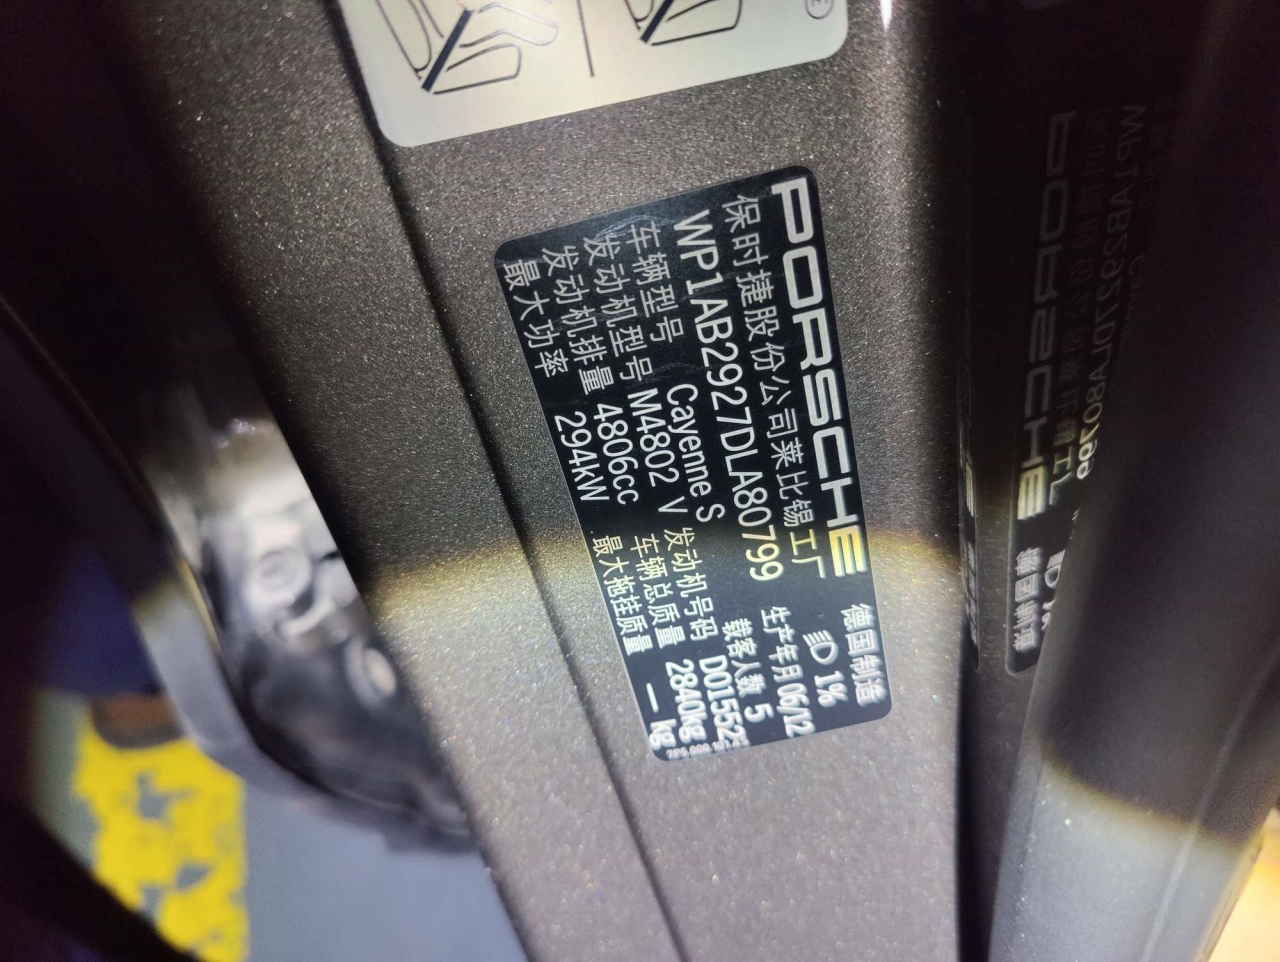 PORSCHE
德国制造
保时捷股份公司莱比锡工厂
1%
WP1AB2927DLA80799
生产年月 06/12
载客人数 5
车辆型号 Cayenne S
发动机号码 D01552
发动机型号 M4802 V
车辆总质量 2840kg
发动机排量 4806cc
最大拖挂质量 — kg
最大功率 294kW